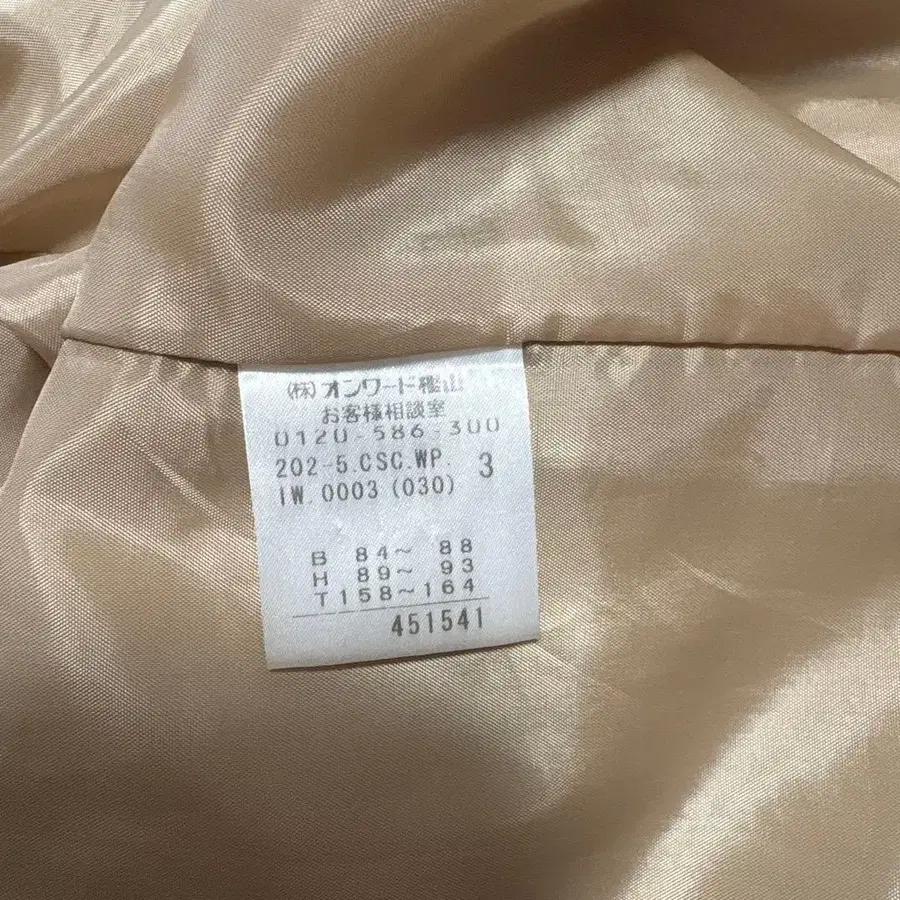 (株)オンワード樫山
お客様相談室
0120-586-300
202-5.CSC.WP. 3
IW.0003(030)
B 84~ 88
H 89~ 93
T158~164
451541